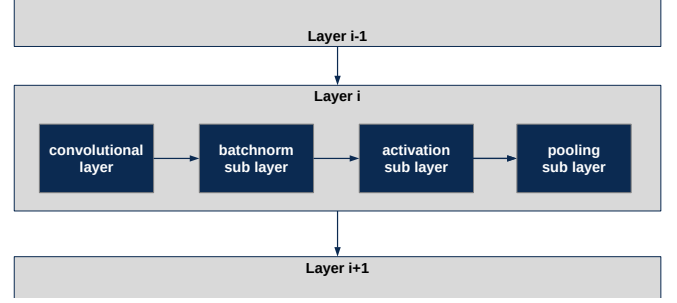 Layer i-1
Layer i
convolutional
layer
batchnorm
sub layer
activation
sub layer
pooling
sub layer
Layer i+1